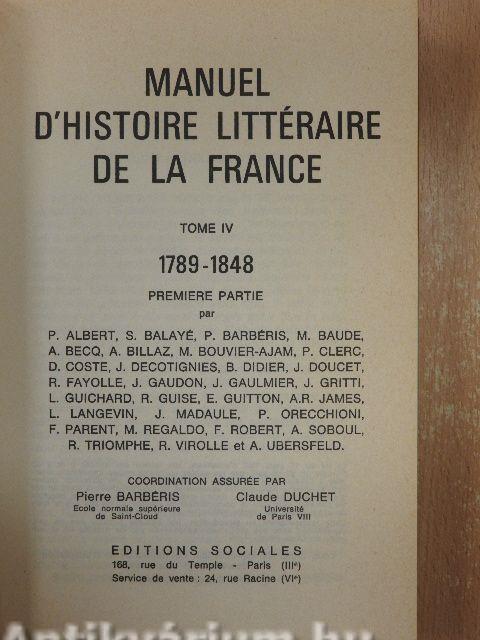 MANUEL
D'HISTOIRE LITTÉRAIRE
DE LA FRANCE
TOME IV
1789-1848
PREMIERE PARTIE
par
P. ALBERT, S. BALAYÉ, P. BARBÉRIS, M. BAUDE,
A. BECQ, A. BILLAZ, M. BOUVIER-AJAM, P. CLERC,
D. COSTE, J. DECOTIGNIES, B. DIDIER, J. DOUCET,
R. FAYOLLE, J. GAUDON, J. GAULMIER, J. GRITTI,
L. GUICHARD, R. GUISE, E. GUITTON, A.R. JAMES,
L. LANGEVIN, J. MADAULE, P. ORECCHIONI,
F. PARENT, M. REGALDO, F. ROBERT, A. SOBOUL,
R. TRIOMPHE, R. VIROLLE et A. UBERSFELD.
COORDINATION ASSURÉE PAR
Pierre BARBÉRIS Claude DUCHET
Ecole normale supérieure Université
de Saint-Cloud de Paris VIII
EDITIONS SOCIALES
168, rue du Temple - Paris (IIIe)
Service de vente : 24, rue Racine (VIe)
Antikvárium.hu